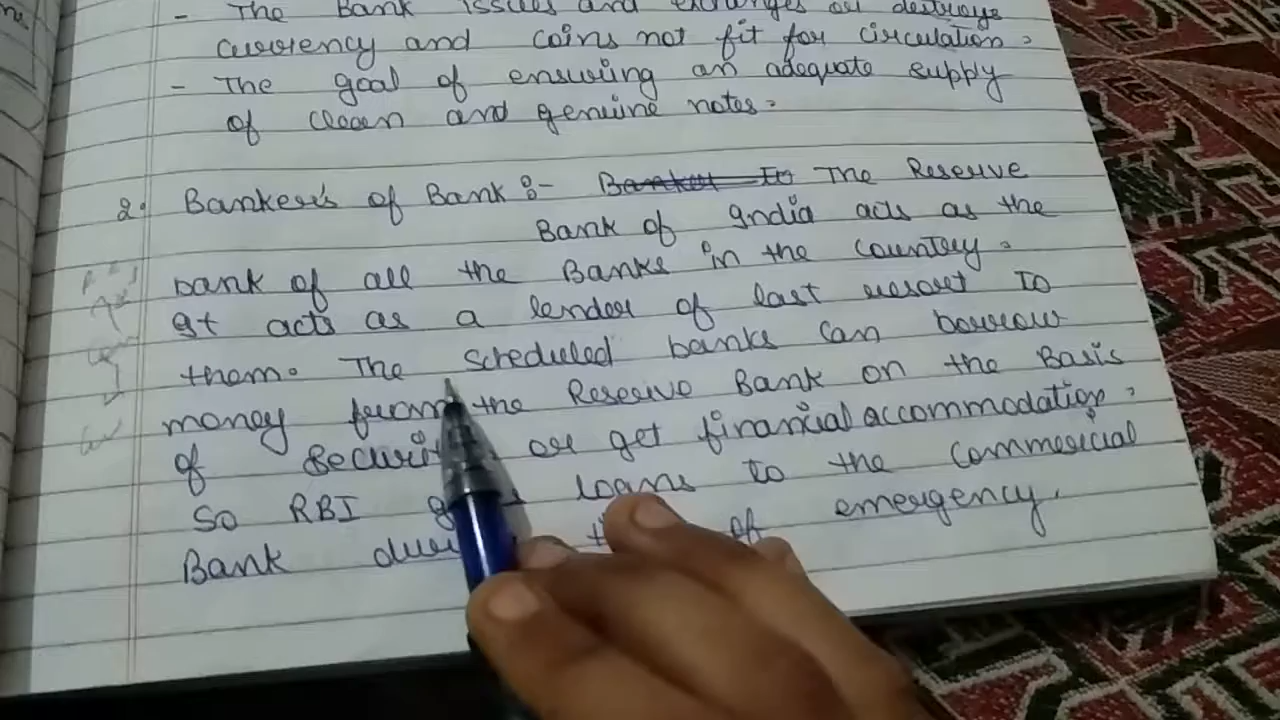 - The Bank issues and exchanges or destroys
currency and coins not fit for circulation.
- The goal of ensuring an adequate supply
of clean and genuine notes.
2. Banker's of Bank :- The Reserve
Bank of India acts as the
bank of all the Banks in the country.
It acts as a lender of last resort to
them. The Scheduled banks can borrow
money from the Reserve Bank on the Basis
of or get financial accommodation.
So RBI loans to the commercial
Bank of emergency.